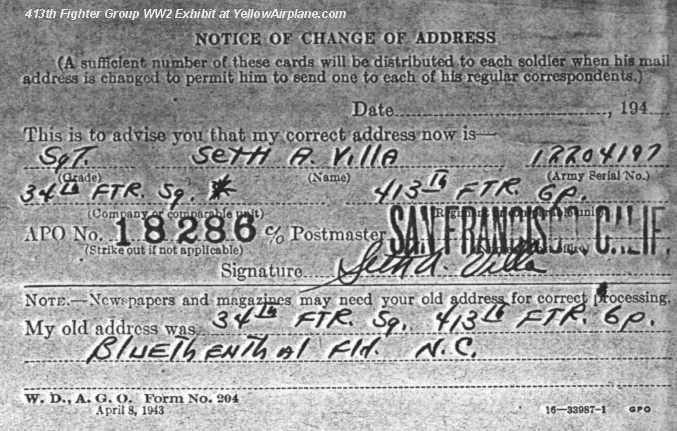 413th Fighter Group WW2 Exhibit at YellowAirplane.com
NOTICE OF CHANGE OF ADDRESS
(A sufficient number of these cards will be distributed to each soldier when his mail
address is changed to permit him to send one to each of his regular correspondents.)
Date , 194
This is to advise you that my correct address now is—
SgT. SeTH A. VillA 12204197
(Grade) (Name) (Army Serial No.)
34th FTR. Sq. * 413th FTR. GP.
(Company or comparable unit)
APO No. 18286 c/o Postmaster SAN FRANCISCO, CALIF.
(Strike out if not applicable)
Signature Seth A. Villa
NOTE.—Newspapers and magazines may need your old address for correct processing.
My old address was 34th FTR. Sq. 413th FTR. GP.
BlueThenThal Fld. N.C.
W. D., A. G. O. Form No. 204
April 8, 1943 16—33987-1 GPO